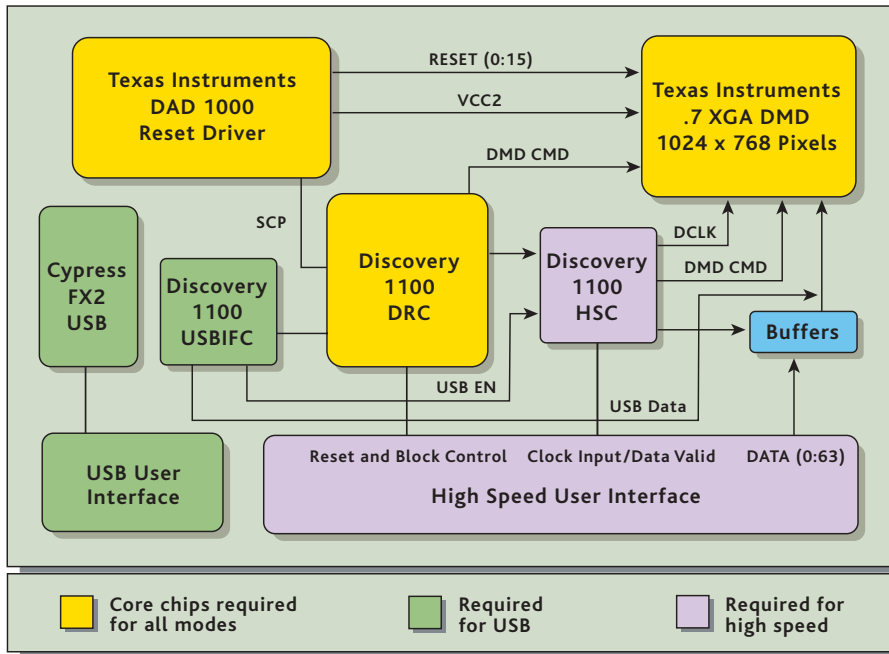 Texas Instruments
DAD 1000
Reset Driver
RESET (0:15)
VCC2
Texas Instruments
.7 XGA DMD
1024 x 768 Pixels
DMD CMD
SCP
Cypress
FX2
USB
Discovery
1100
USBIFC
Discovery
1100
DRC
Discovery
1100
HSC
DCLK
DMD CMD
Buffers
USB EN
USB Data
USB User
Interface
Reset and Block Control
Clock Input/Data Valid
DATA (0:63)
High Speed User Interface
Core chips required
for all modes
Required
for USB
Required for
high speed